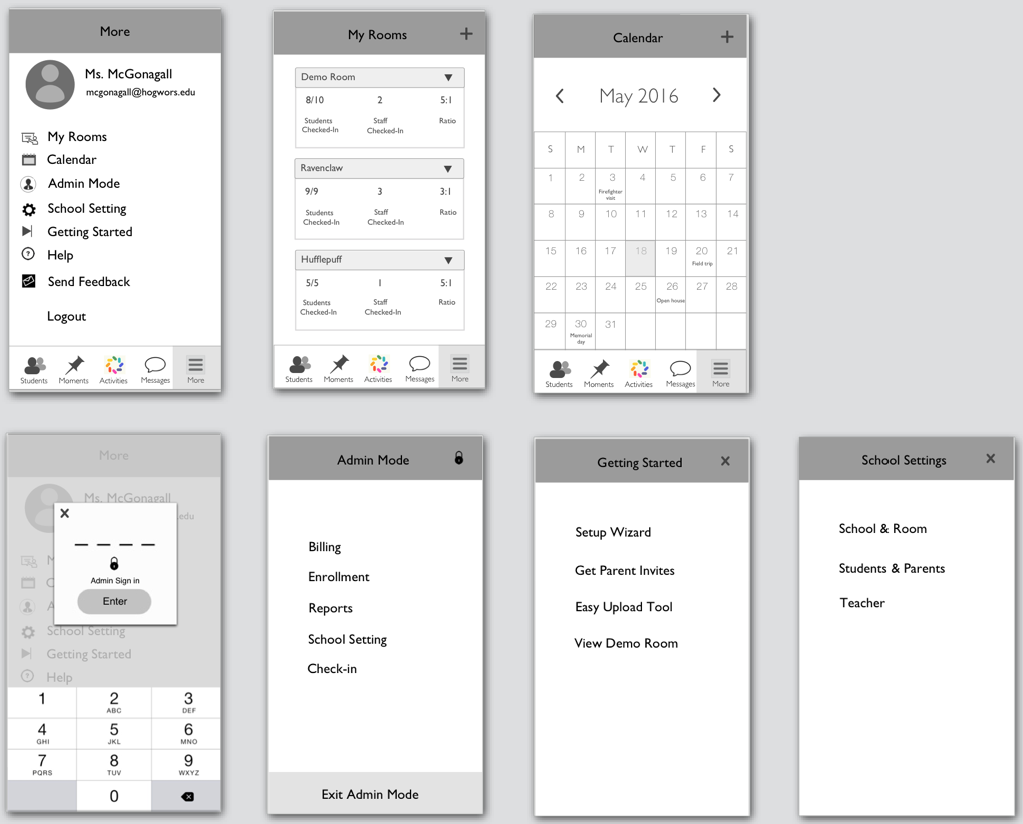 More
Ms. McGonagall
mcgonagall@hogwors.edu
My Rooms
Calendar
Admin Mode
School Setting
Getting Started
Help
Send Feedback
Logout
Students Moments Activities Messages More
My Rooms +
Demo Room
8/10 2 5:1
Students Staff Ratio
Checked-In Checked-In
Ravenclaw
9/9 3 3:1
Students Staff Ratio
Checked-In Checked-In
Hufflepuff
5/5 1 5:1
Students Staff Ratio
Checked-In Checked-In
Students Moments Activities Messages More
Calendar +
May 2016
S M T W T F S
1 2 3 4 5 6 7
Firefighter
visit
8 9 10 11 12 13 14
15 16 17 18 19 20 21
Field trip
22 23 24 25 26 27 28
Open house
29 30 31
Memorial
day
Students Moments Activities Messages More
More
Ms. McGonagall
edu
M
C
A
School Setting
Getting Started
Help
Admin Sign in
Enter
1 2 3
ABC DEF
4 5 6
GHI JKL MNO
7 8 9
PQRS TUV WXYZ
0
Admin Mode
Billing
Enrollment
Reports
School Setting
Check-in
Exit Admin Mode
Getting Started X
Setup Wizard
Get Parent Invites
Easy Upload Tool
View Demo Room
School Settings X
School & Room
Students & Parents
Teacher